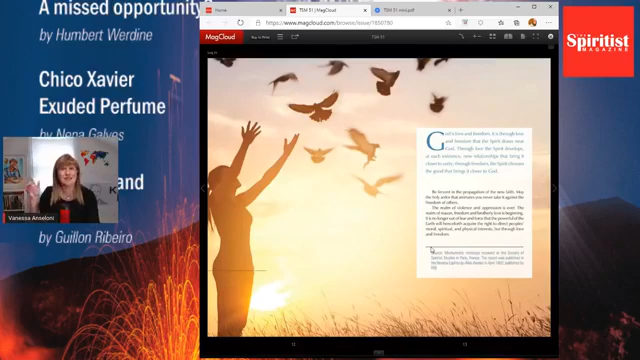 A missed opportunity
by Humbert Werdine
Chico Xavier
Exuded Perfume
by Nena Galves
and
by Guillon Ribeiro
Vanessa Anseloni
Home
TSM 51 | MagCloud
TSM 51 mini.pdf
https://www.magcloud.com/browse/issue/1850780
MagCloud
Buy in Print
TSM 51
Log In
God's love and freedom. It is through love
and freedom that the Spirit draws near
God. Through love the Spirit develops,
at each existence, new relationships that bring it
closer to unity; through freedom, the Spirit chooses
the good that brings it closer to God.
Be fervent in the propagation of the new faith. May
the holy ardor that animates you never take it against the
freedom of others.
The realm of violence and oppression is over. The
realm of reason, freedom and brotherly love is beginning.
It is no longer out of fear and force that the powerful of the
Earth will henceforth acquire the right to direct peoples'
moral, spiritual, and physical interests, but through love
and freedom.
12
13
THE
Spiritist
MAGAZINE